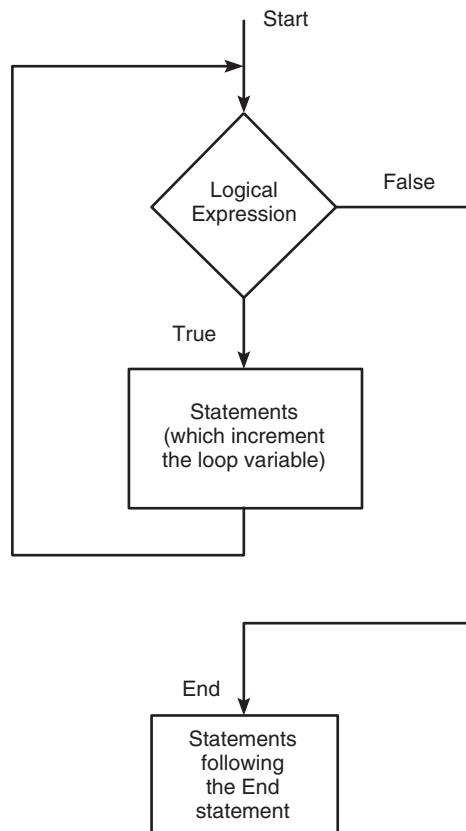 Start
Logical
Expression
False
True
Statements
(which increment
the loop variable)
End
Statements
following
the End
statement